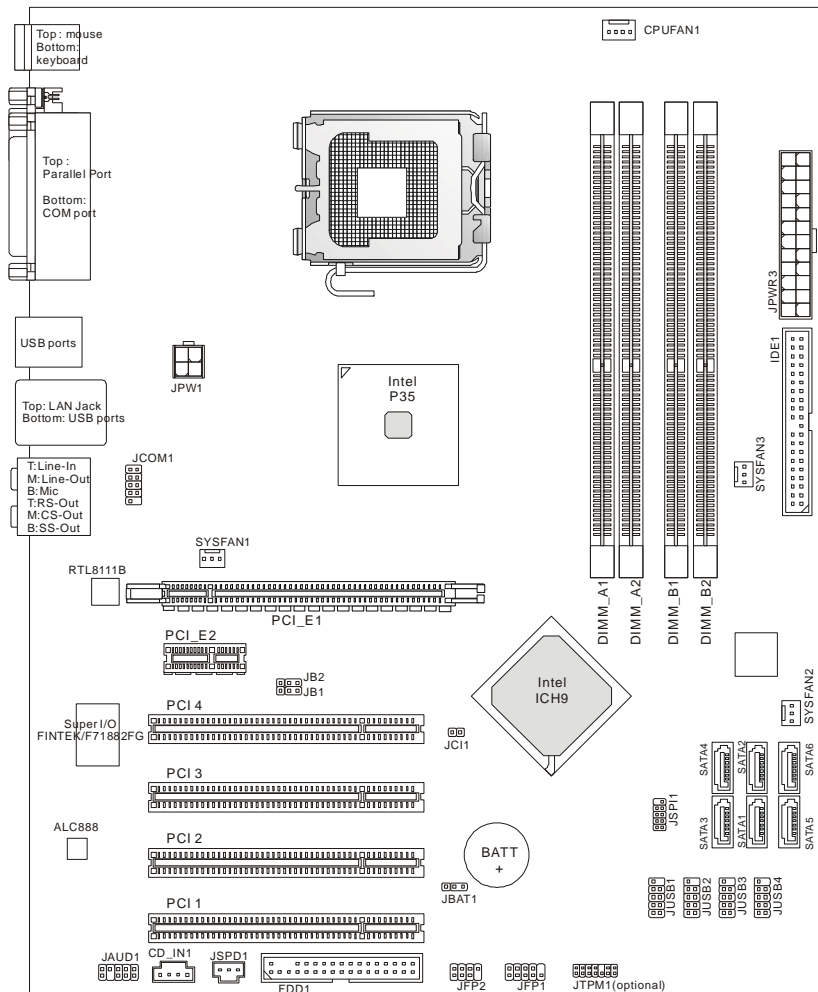 Top : mouse
Bottom:
keyboard
CPUFAN1
Top :
Parallel Port
Bottom:
COM port
JPWR3
USB ports
JPW1
Intel
P35
IDE1
Top: LAN Jack
Bottom: USB ports
T:Line-In
M:Line-Out
B:Mic
T:RS-Out
M:CS-Out
B:SS-Out
JCOM1
SYSFAN3
SYSFAN1
RTL8111B
PCI_E1
DIMM_A1
DIMM_A2
DIMM_B1
DIMM_B2
PCI_E2
JB2
JB1
Intel
ICH9
SYSFAN2
PCI 4
Super I/O
FINTEK/F71882FG
JCI1
SATA4
SATA2
SATA6
PCI 3
JSPI1
SATA3
SATA1
SATA5
ALC888
PCI 2
BATT
+
JBAT1
JUSB1
JUSB2
JUSB3
JUSB4
PCI 1
JAUD1
CD_IN1
JSPD1
FDD1
JFP2
JFP1
JTPM1(optional)